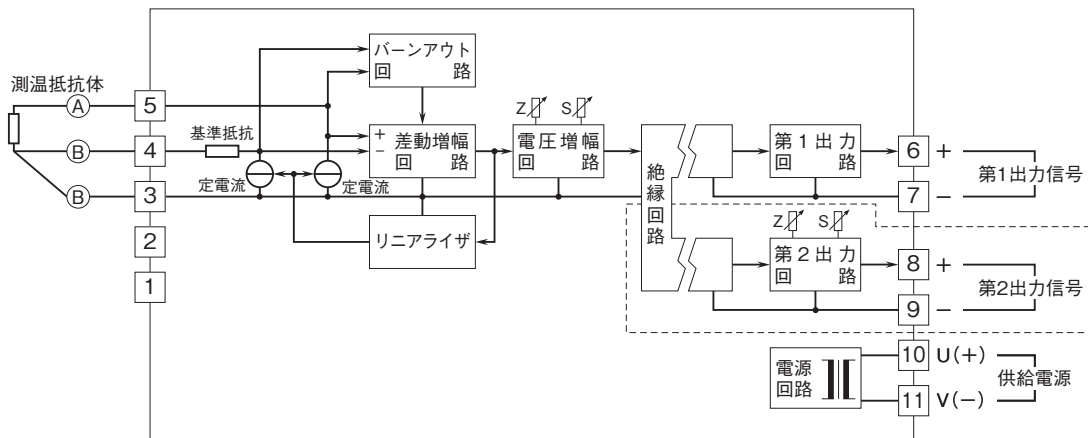 測温抵抗体
A
B
B
5
4
3
2
1
基準抵抗
定電流
定電流
バーンアウト
回路
+
−
差動増幅
回路
リニアライザ
Z
S
電圧増幅
回路
絶縁回路
第1出力
回路
6
+
7
−
第1出力信号
Z
S
第2出力
回路
8
+
9
−
第2出力信号
電源
回路
10
U(+)
11
V(−)
供給電源